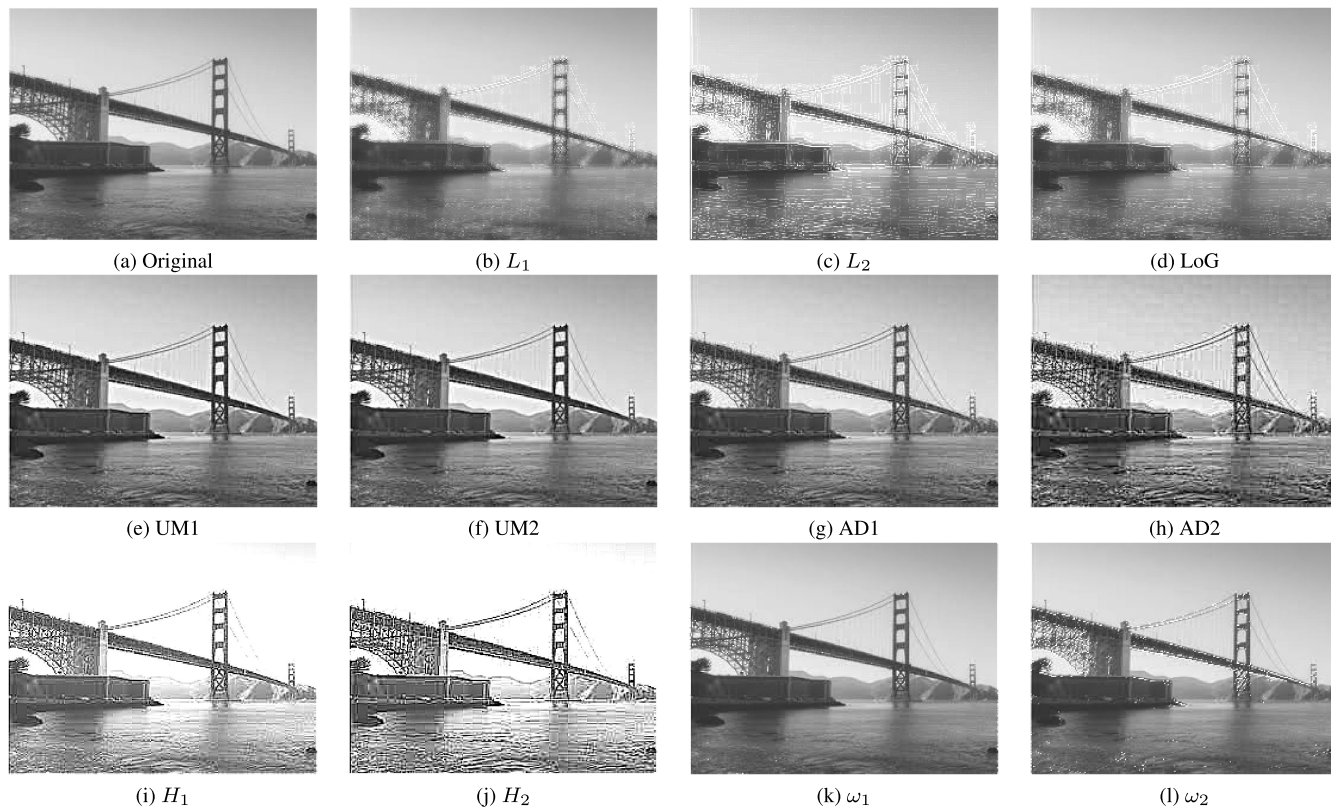 (a) Original
(b) L₁
(c) L₂
(d) LoG
(e) UM1
(f) UM2
(g) AD1
(h) AD2
(i) H₁
(j) H₂
(k) ω₁
(l) ω₂